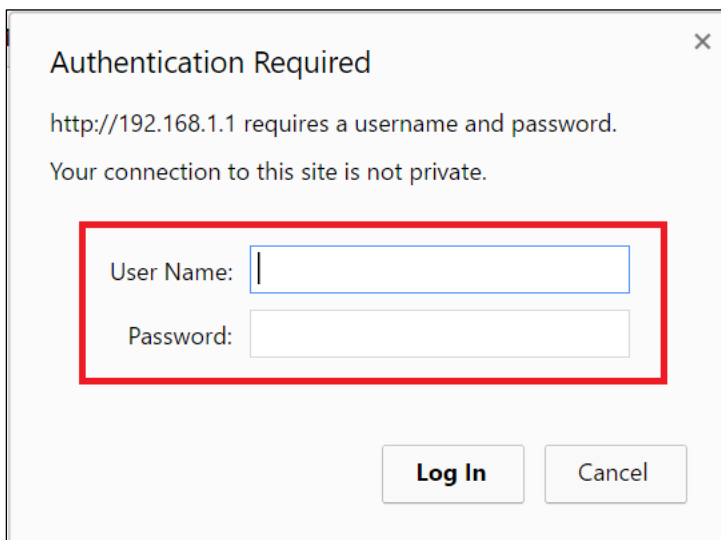 Authentication Required
http://192.168.1.1 requires a username and password.
Your connection to this site is not private.
User Name:
Password:
Log In
Cancel